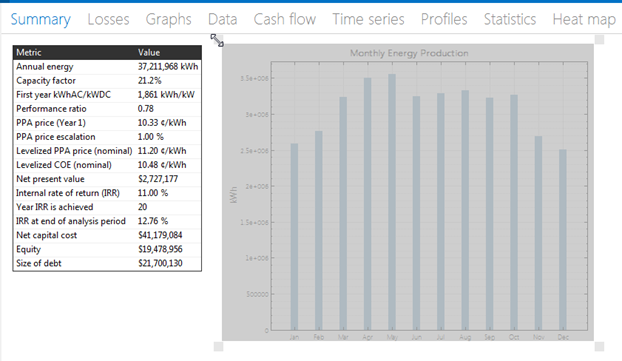 Summary Losses Graphs Data Cash flow Time series Profiles Statistics Heat map
Metric Value
Annual energy 37,211,968 kWh
Capacity factor 21.2%
First year kWhAC/kWDC 1,861 kWh/kW
Performance ratio 0.78
PPA price (Year 1) 10.33 ¢/kWh
PPA price escalation 1.00 %
Levelized PPA price (nominal) 11.20 ¢/kWh
Levelized COE (nominal) 10.48 ¢/kWh
Net present value $2,727,177
Internal rate of return (IRR) 11.00 %
Year IRR is achieved 20
IRR at end of analysis period 12.76 %
Net capital cost $41,179,084
Equity $19,478,956
Size of debt $21,700,130
Monthly Energy Production
3.5e+006
3e+006
2.5e+006
2e+006
1.5e+006
1e+006
500000
0
kWh
Jan Feb Mar Apr May Jun Jul Aug Sep Oct Nov Dec